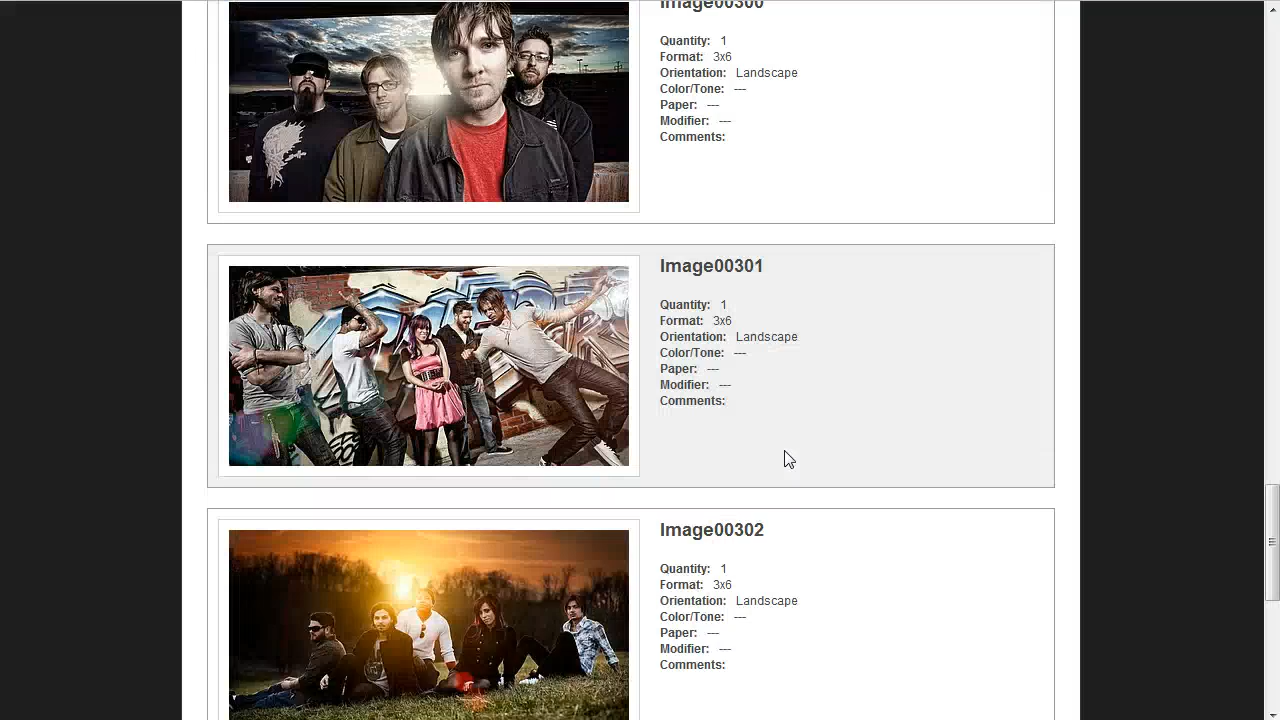 Image00300
Quantity: 1
Format: 3x6
Orientation: Landscape
Color/Tone: ---
Paper: ---
Modifier: ---
Comments:
Image00301
Quantity: 1
Format: 3x6
Orientation: Landscape
Color/Tone: ---
Paper: ---
Modifier: ---
Comments:
Image00302
Quantity: 1
Format: 3x6
Orientation: Landscape
Color/Tone: ---
Paper: ---
Modifier: ---
Comments: